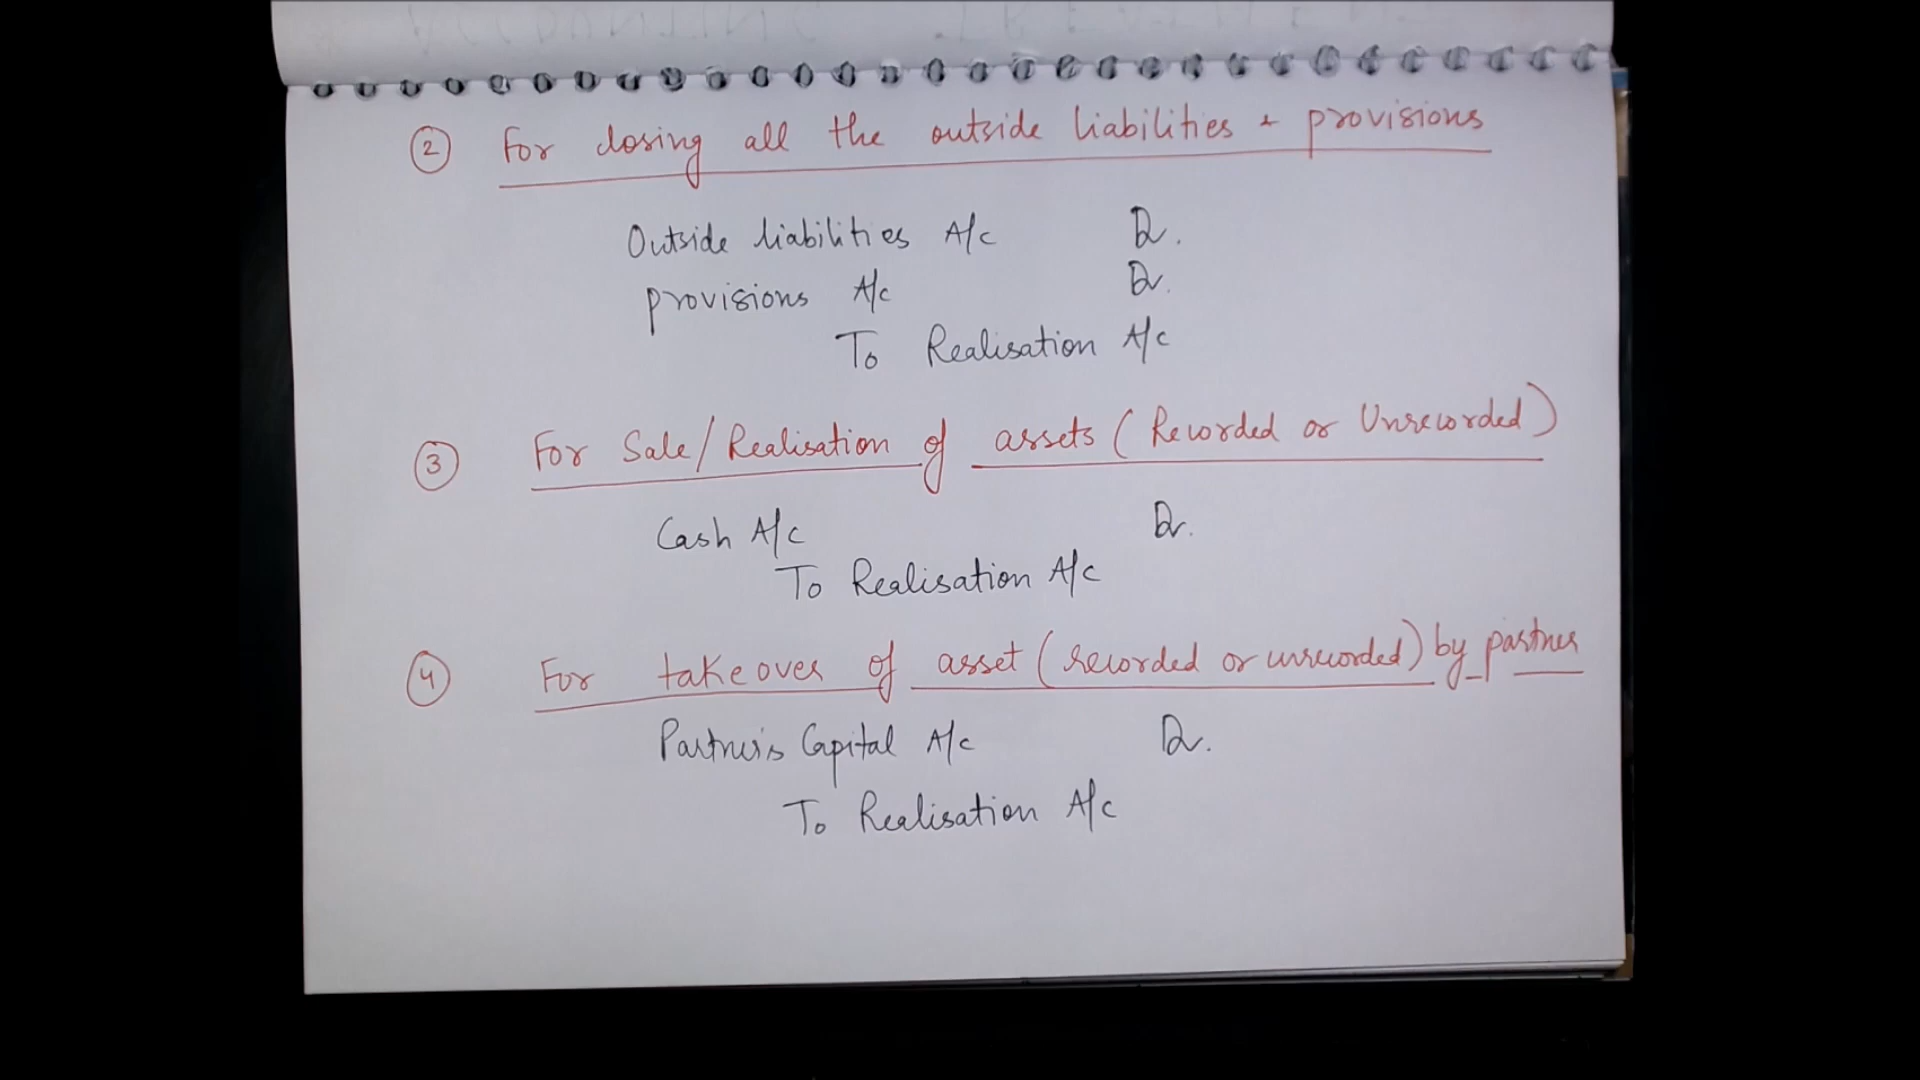 ② For closing all the outside liabilities + provisions
Outside liabilities A/c Dr.
provisions A/c Dr.
To Realisation A/c
③ For Sale/Realisation of assets (Recorded or Unrecorded)
Cash A/c Dr.
To Realisation A/c
④ For takeover of asset (recorded or unrecorded) by partner
Partner's Capital A/c Dr.
To Realisation A/c